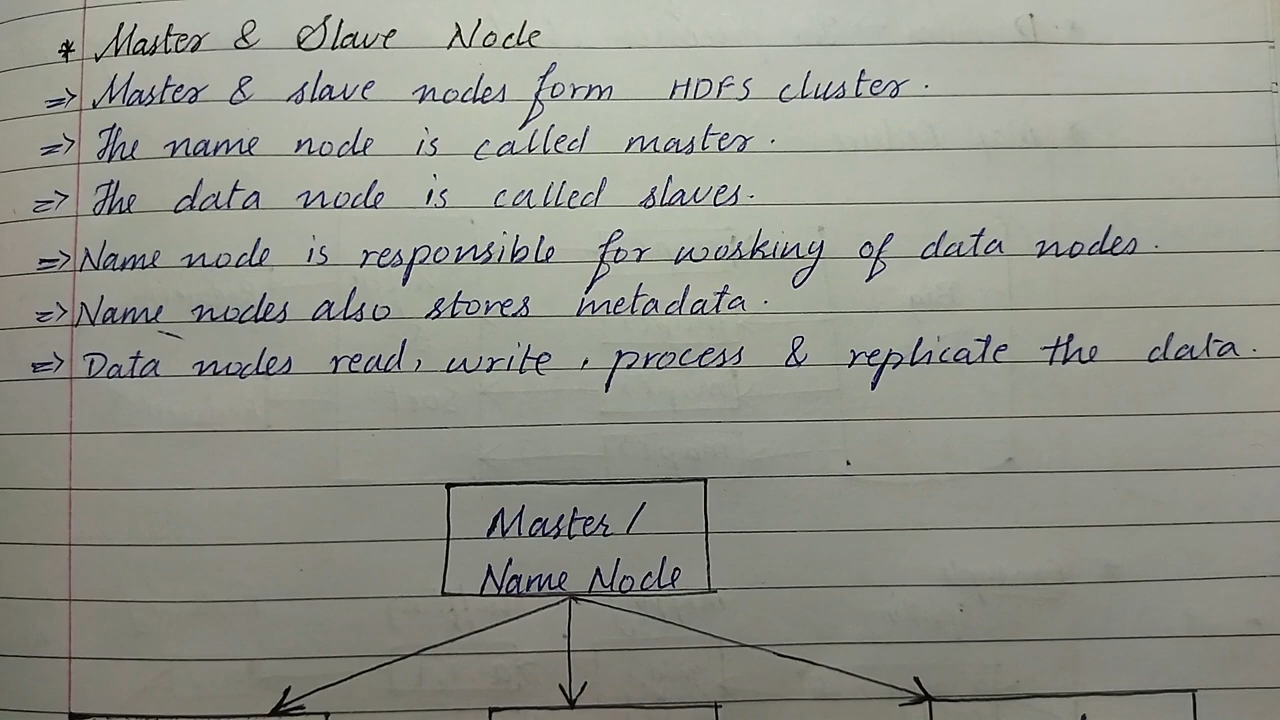 * Master & Slave Node
=> Master & slave nodes form HDFS cluster.
=> The name node is called master.
=> The data node is called slaves.
=> Name node is responsible for working of data nodes.
=> Name nodes also stores metadata.
=> Data nodes read, write, process & replicate the data.
Master /
Name Node